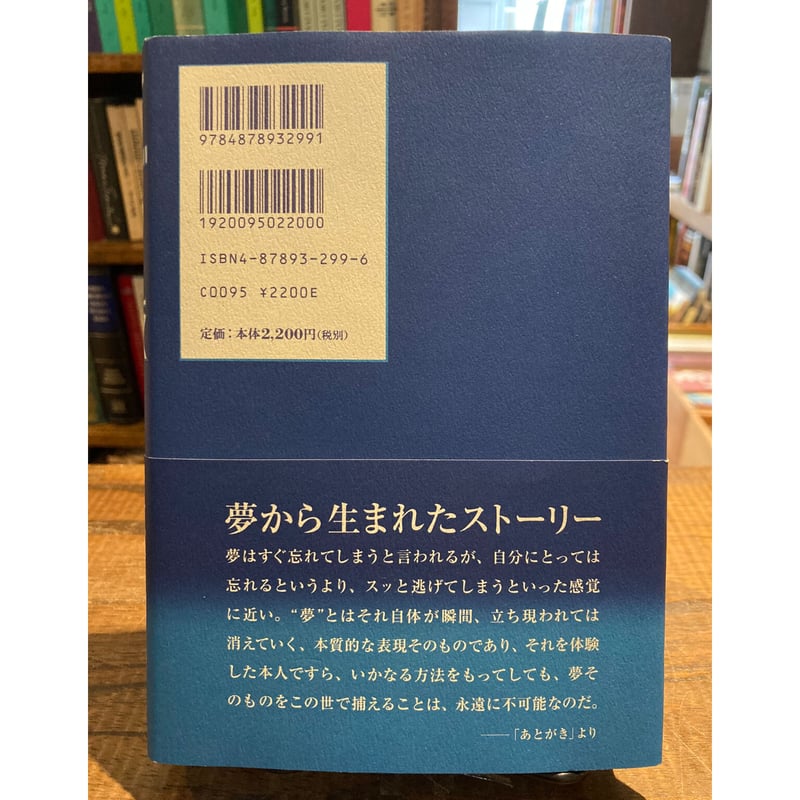 9784878932991
1920095022000
ISBN4-87893-299-6
C0095 ¥2200E
定価：本体2,200円（税別）
夢から生まれたストーリー
夢はすぐ忘れてしまうと言われるが、自分にとっては
忘れるというより、スッと逃げてしまうといった感覚
に近い。“夢”とはそれ自体が瞬間、立ち現われては
消えていく、本質的な表現そのものであり、それを体験
した本人ですら、いかなる方法をもってしても、夢そ
のものをこの世で捕えることは、永遠に不可能なのだ。
——「あとがき」より